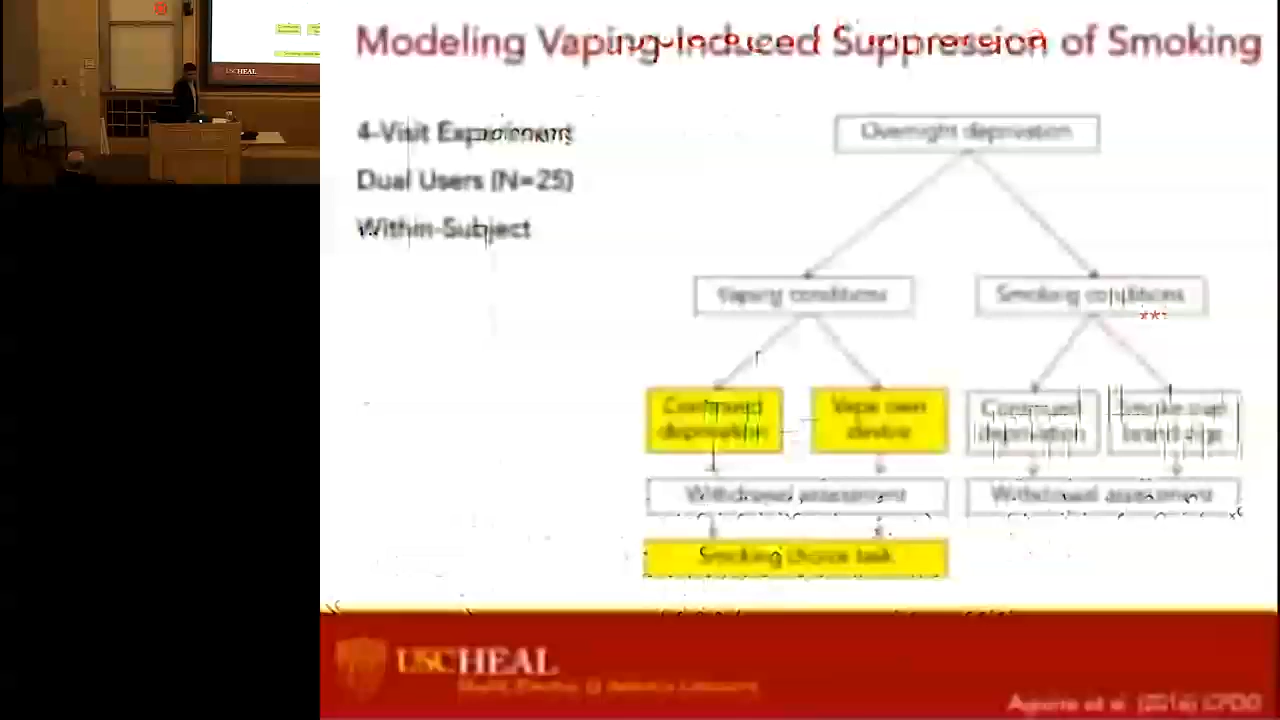 Modeling Vaping-Induced Suppression of Smoking
4-Visit Experiment
Dual Users (N=25)
Within-Subject
Overnight deprivation
Vaping conditions
Smoking conditions
Continued
deprivation
Vape own
device
Continued
deprivation
Smoke own
brand cigs
Withdrawal assessment
Withdrawal assessment
Smoking choice task
USC HEAL
USCHEAL